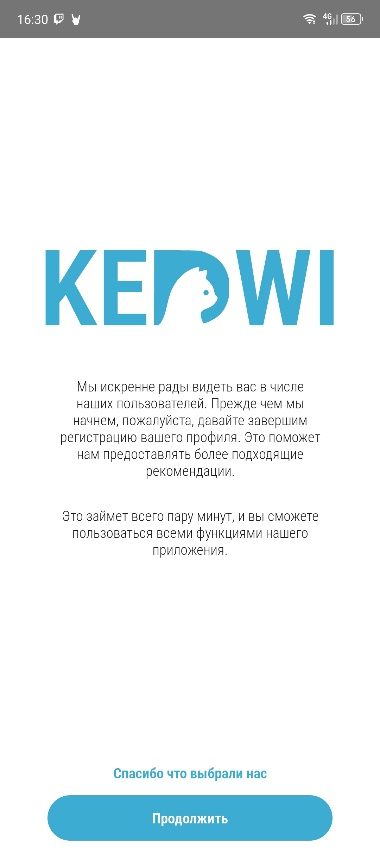 16:30
4G
56
KEDWI
Мы искренне рады видеть вас в числе
наших пользователей. Прежде чем мы
начнем, пожалуйста, давайте завершим
регистрацию вашего профиля. Это поможет
нам предоставлять более подходящие
рекомендации.
Это займет всего пару минут, и вы сможете
пользоваться всеми функциями нашего
приложения.
Спасибо что выбрали нас
Продолжить